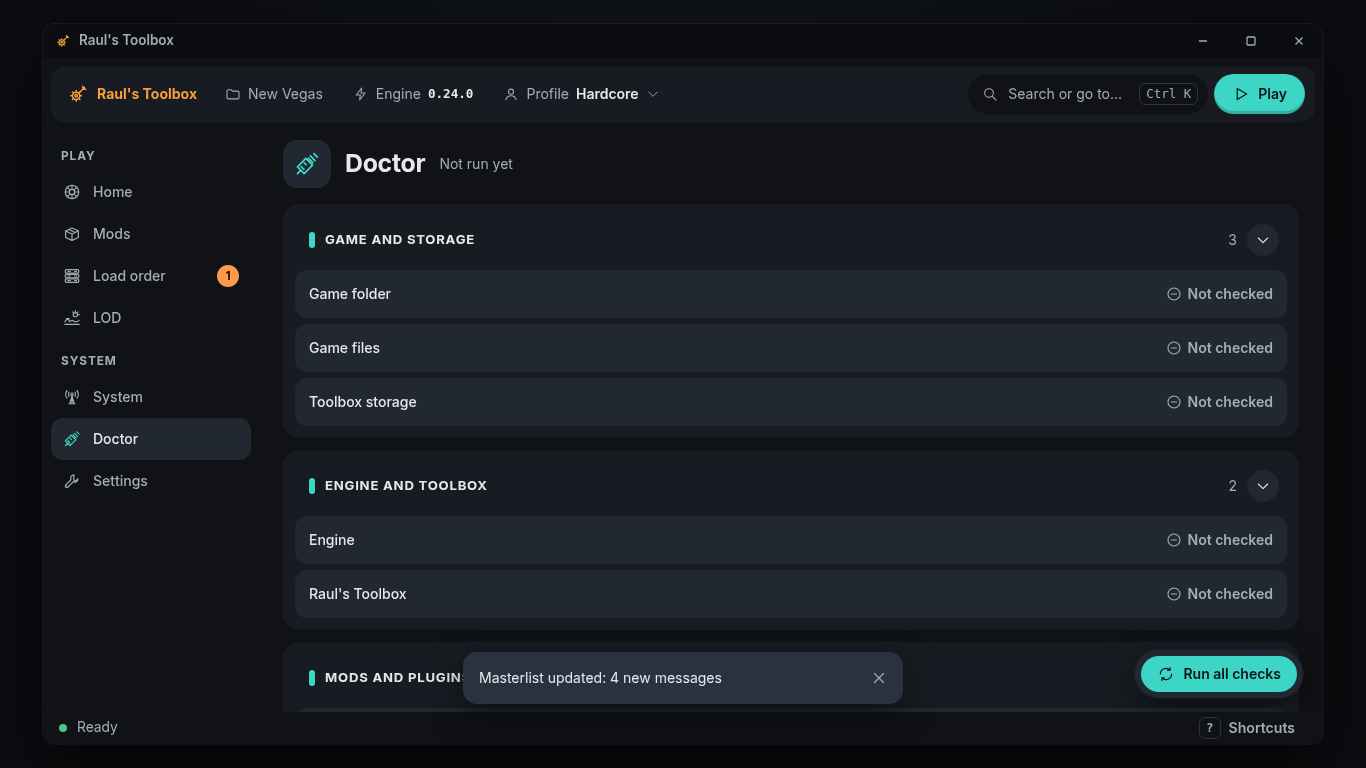 Raul's Toolbox
Raul's Toolbox New Vegas Engine 0.24.0 Profile Hardcore Search or go to... Ctrl K Play
PLAY
Home
Mods
Load order 1
LOD
SYSTEM
System
Doctor
Settings
Doctor Not run yet
GAME AND STORAGE 3
Game folder Not checked
Game files Not checked
Toolbox storage Not checked
ENGINE AND TOOLBOX 2
Engine Not checked
Raul's Toolbox Not checked
MODS AND
Masterlist updated: 4 new messages
Run all checks
Ready
? Shortcuts